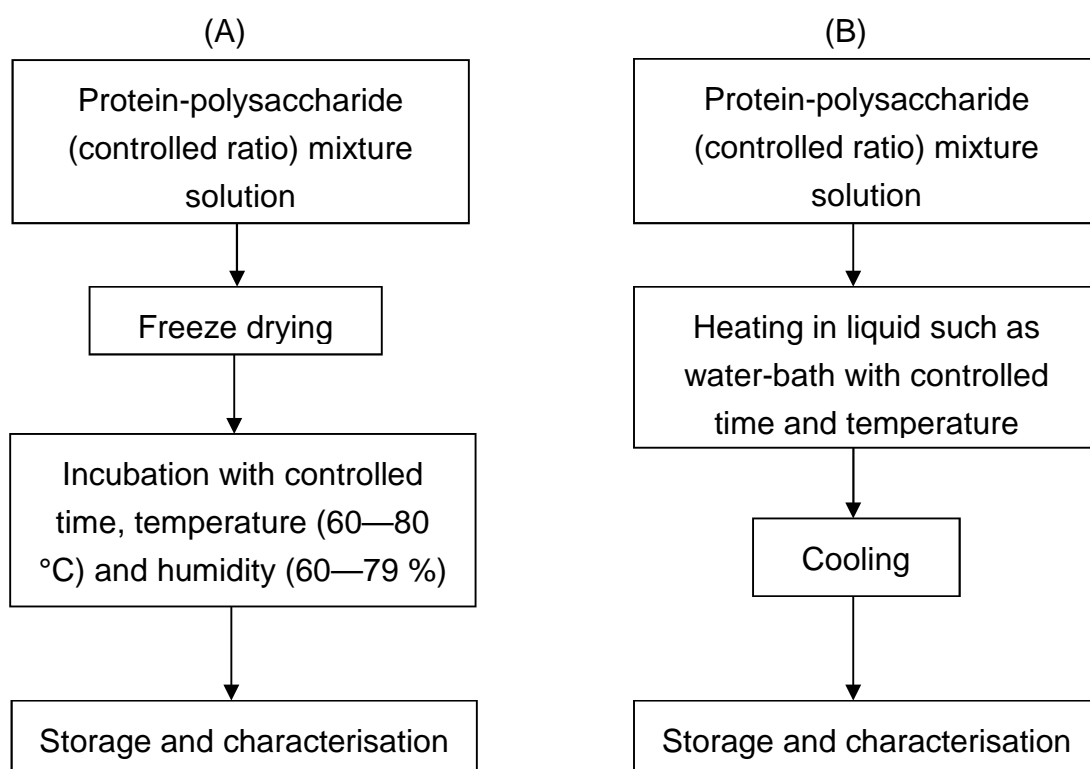 (A)
Protein-polysaccharide
(controlled ratio) mixture
solution
Freeze drying
Incubation with controlled
time, temperature (60—80
°C) and humidity (60—79 %)
Storage and characterisation
(B)
Protein-polysaccharide
(controlled ratio) mixture
solution
Heating in liquid such as
water-bath with controlled
time and temperature
Cooling
Storage and characterisation